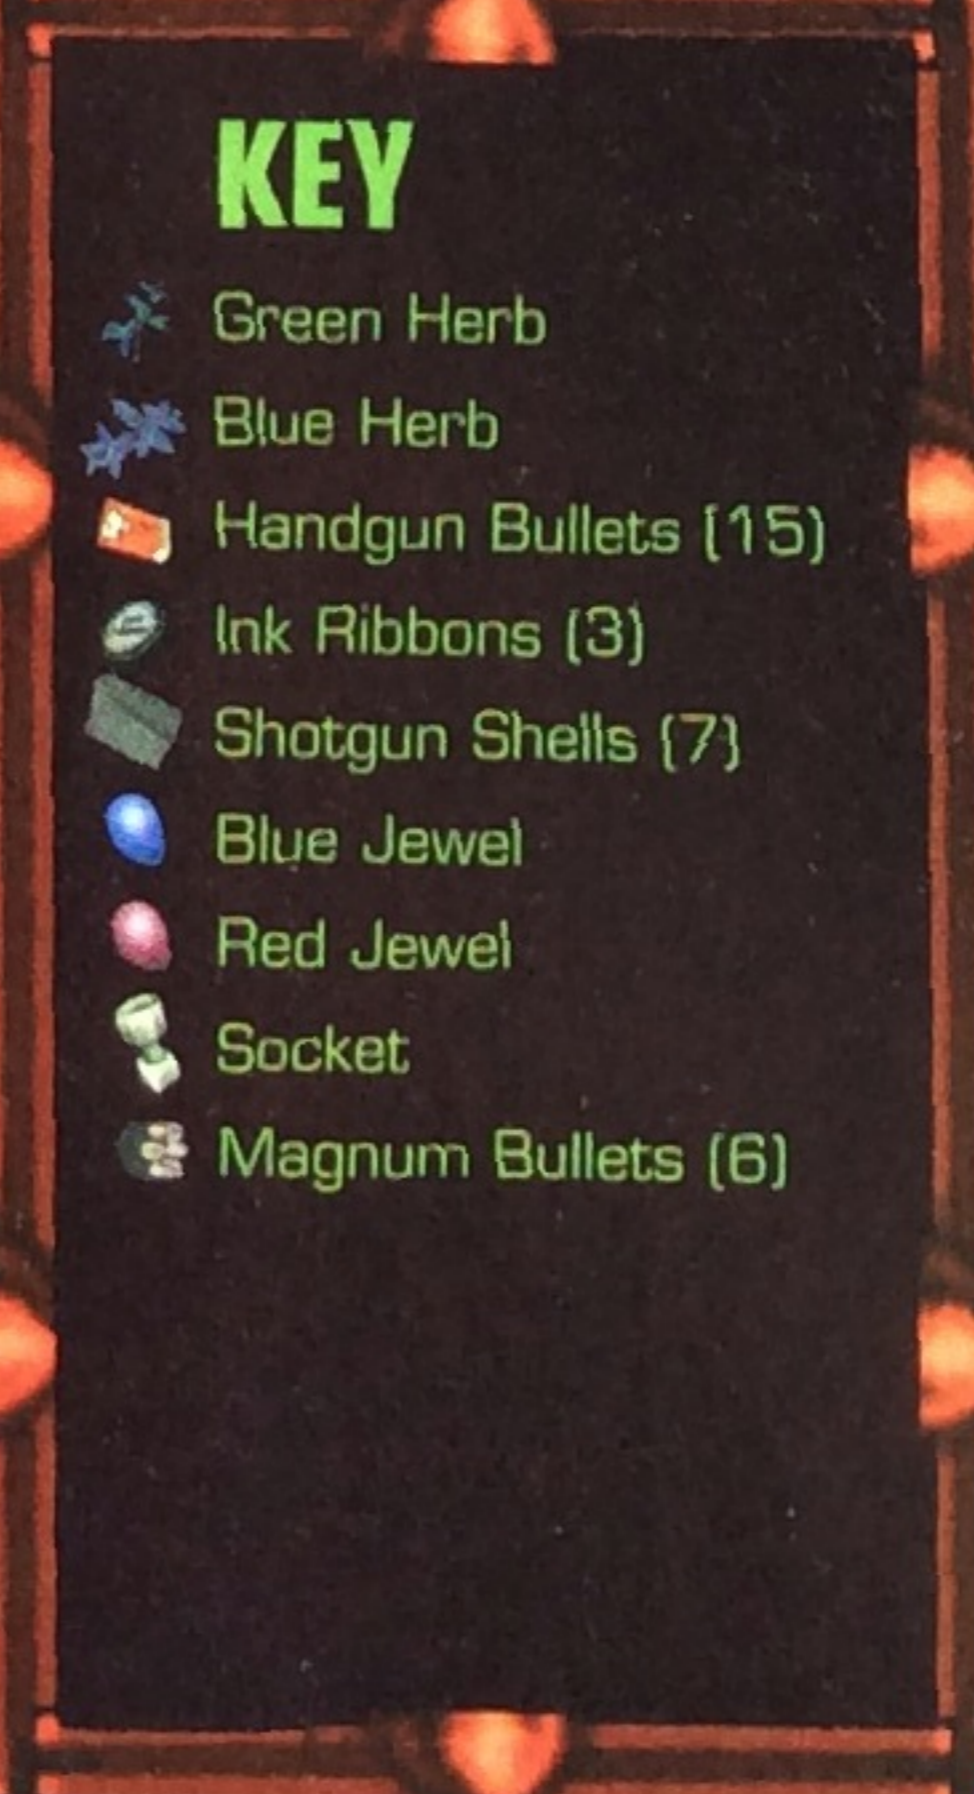 KEY
Green Herb
Blue Herb
Handgun Bullets (15)
Ink Ribbons (3)
Shotgun Shells (7)
Blue Jewel
Red Jewel
Socket
Magnum Bullets (6)